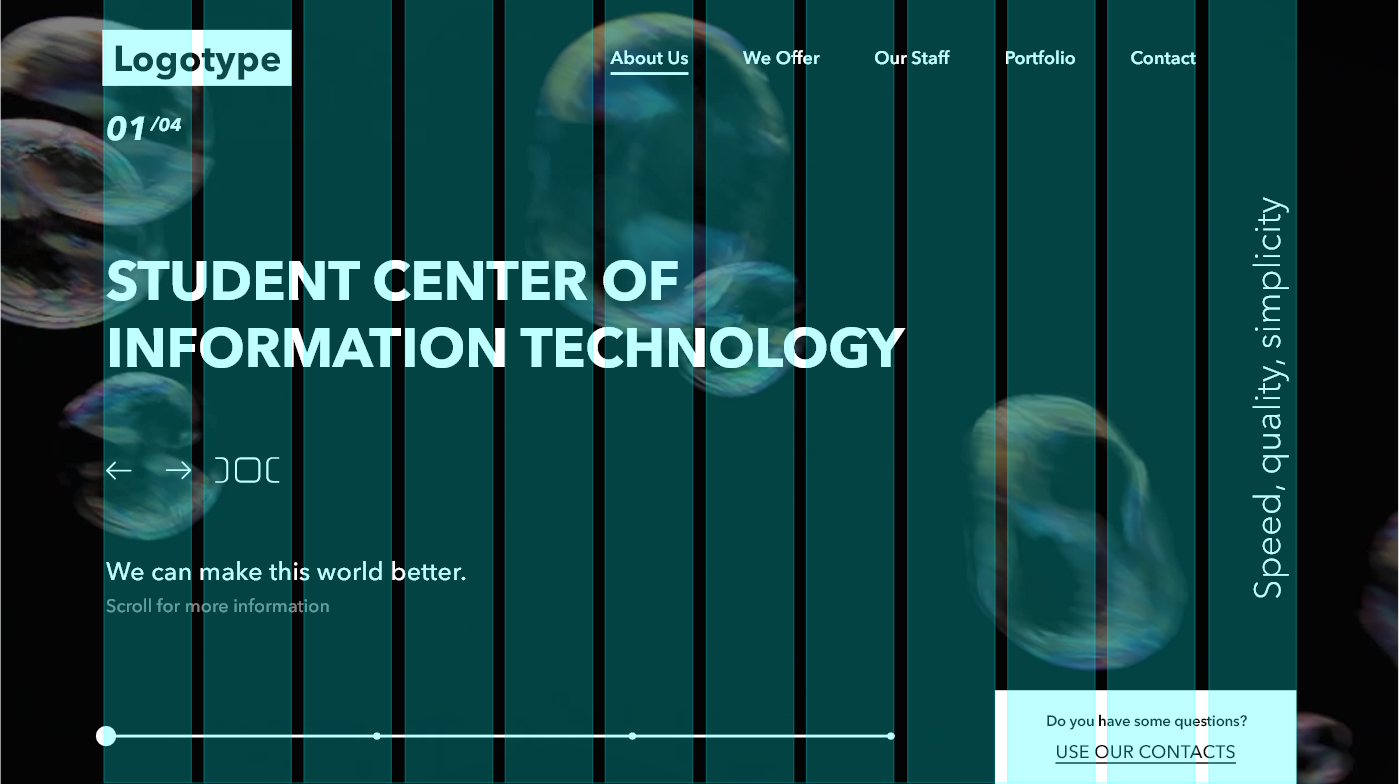 Logotype
About Us
We Offer
Our Staff
Portfolio
Contact
01/04
STUDENT CENTER OF
INFORMATION TECHNOLOGY
We can make this world better.
Scroll for more information
Speed, quality, simplicity
Do you have some questions?
USE OUR CONTACTS